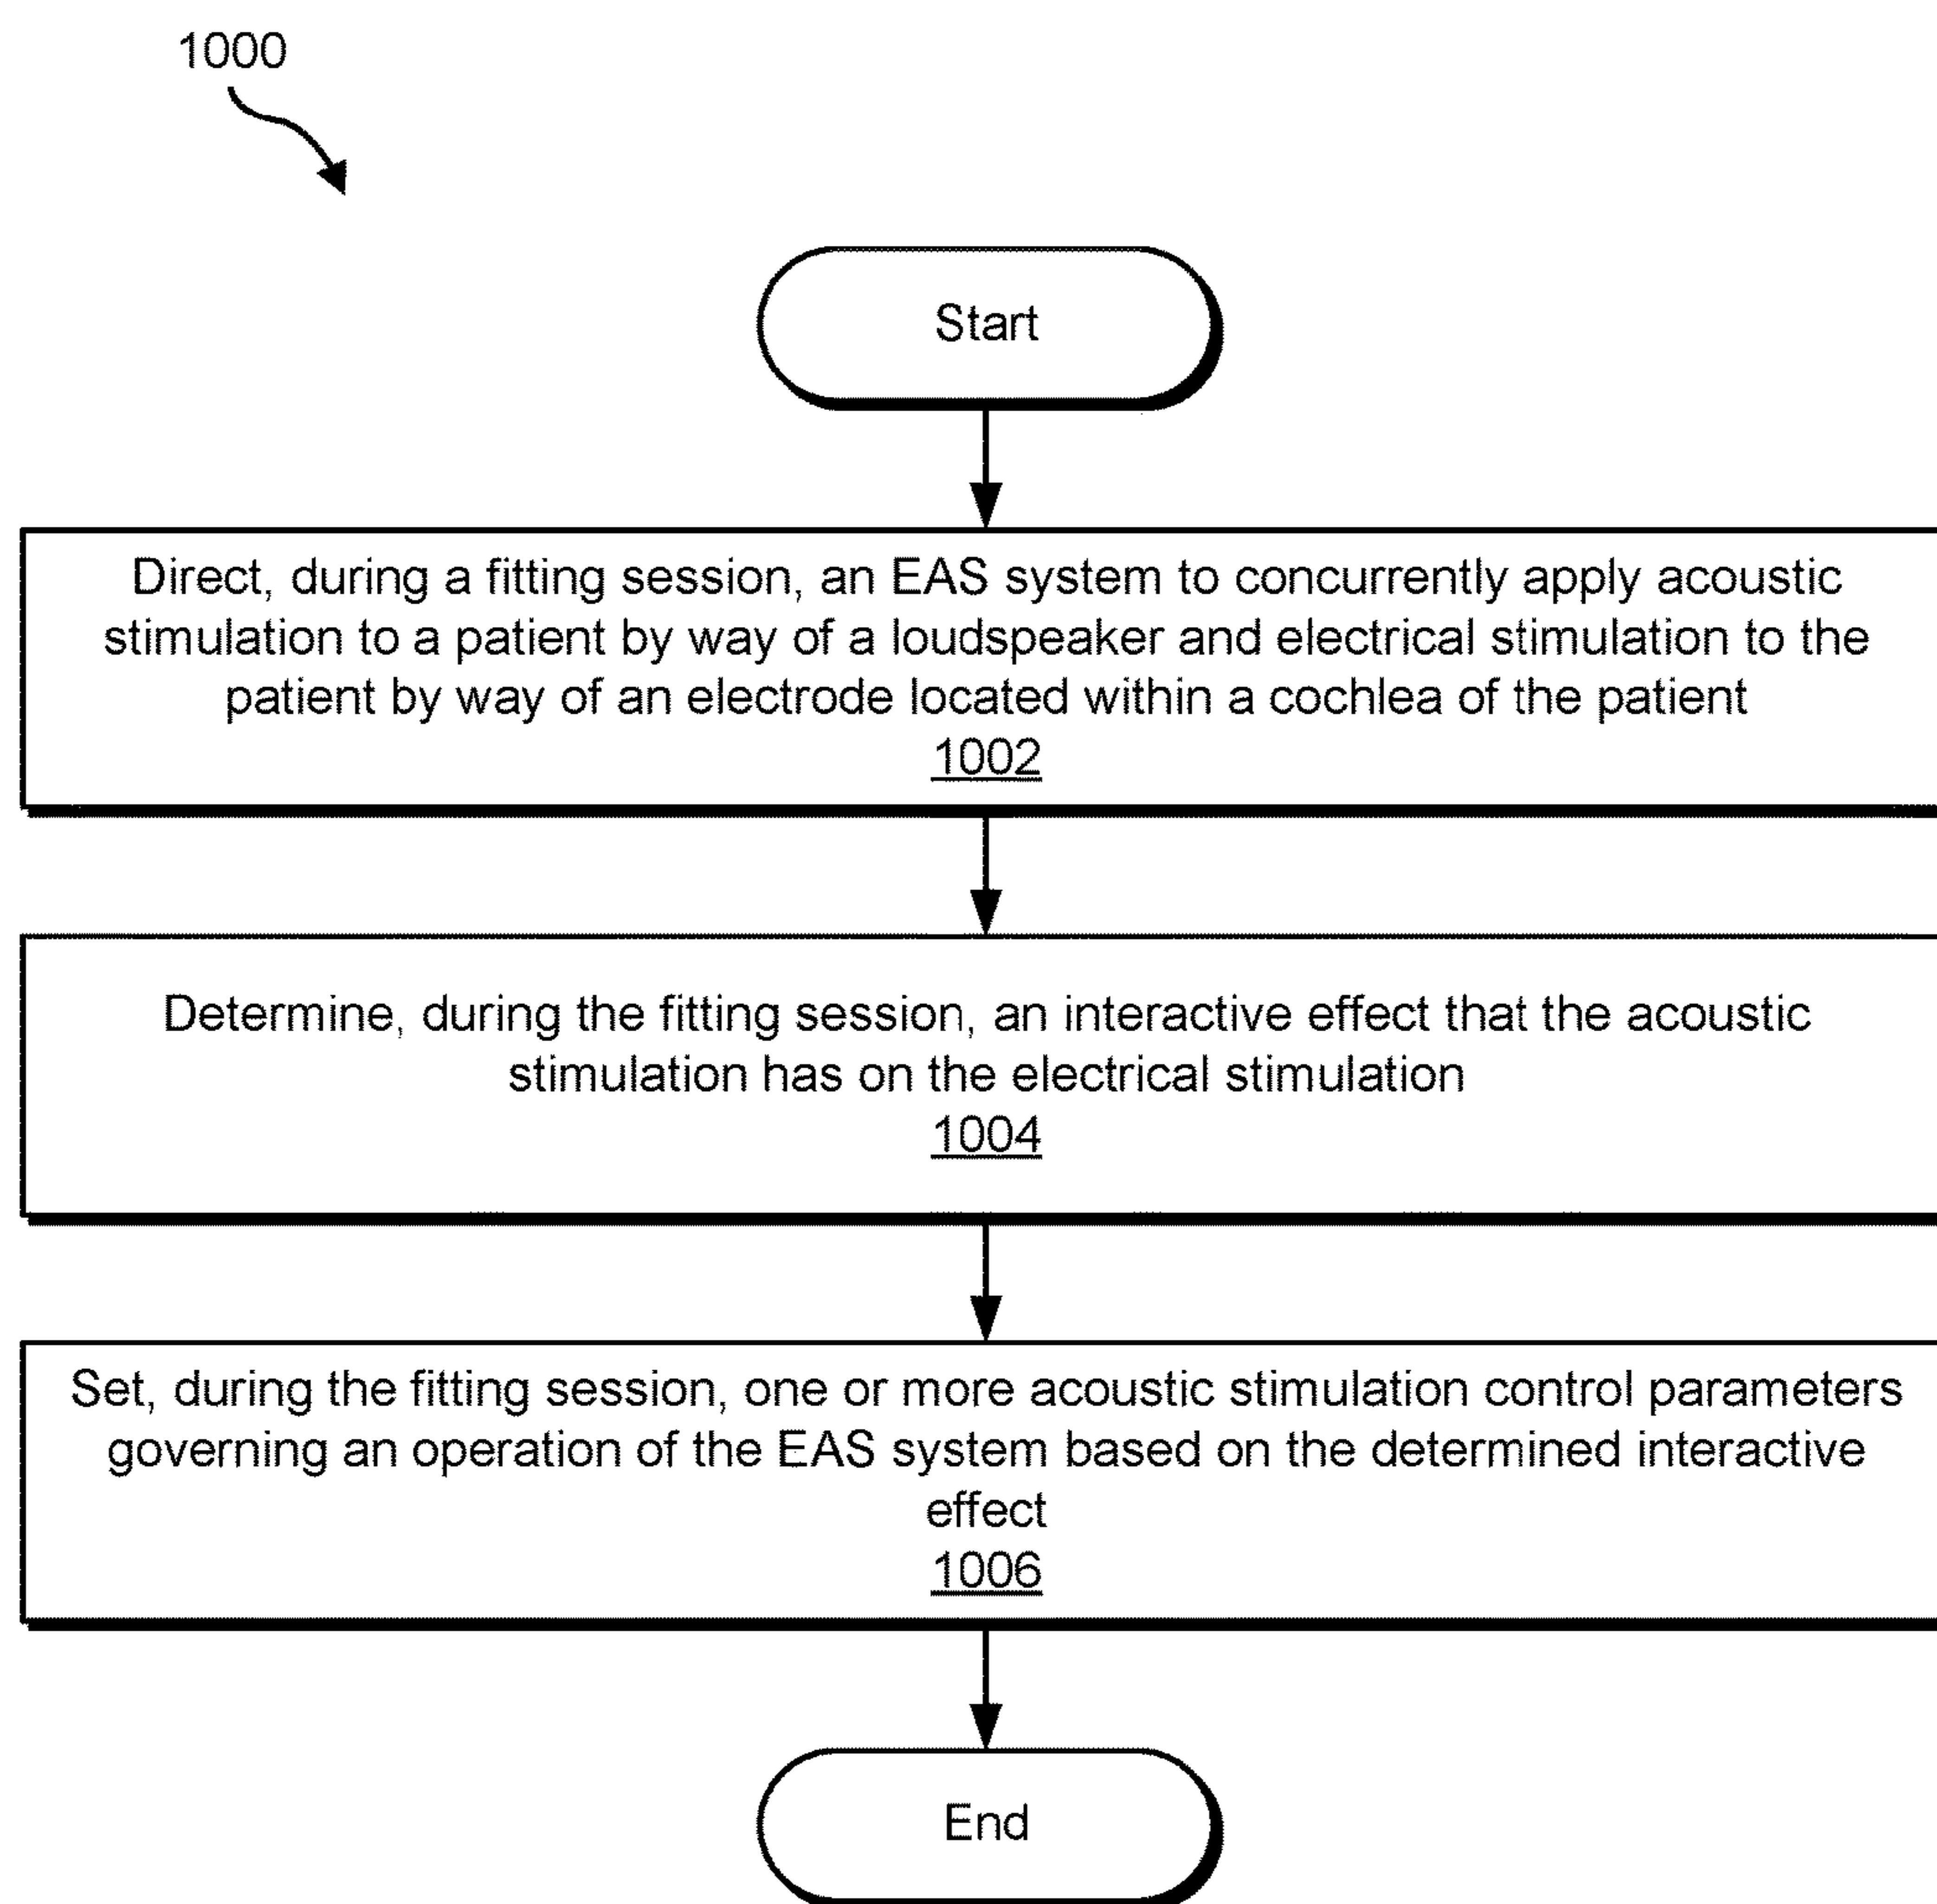 1000
Start
Direct, during a fitting session, an EAS system to concurrently apply acoustic
stimulation to a patient by way of a loudspeaker and electrical stimulation to the
patient by way of an electrode located within a cochlea of the patient
1002
Determine, during the fitting session, an interactive effect that the acoustic
stimulation has on the electrical stimulation
1004
Set, during the fitting session, one or more acoustic stimulation control parameters
governing an operation of the EAS system based on the determined interactive
effect
1006
End